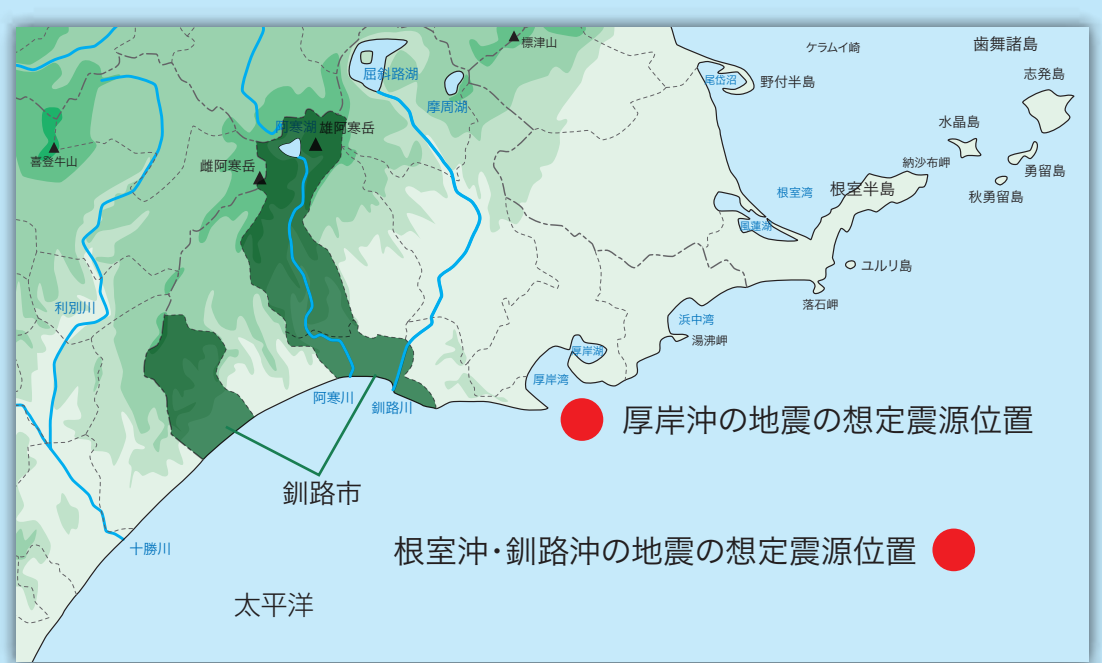 ケラムイ崎
歯舞諸島
標津山
志発島
屈斜路湖
尾岱沼
野付半島
摩周湖
水晶島
阿寒湖
雄阿寒岳
喜登牛山
雌阿寒岳
納沙布岬
勇留島
根室湾
根室半島
秋勇留島
風蓮湖
ユルリ島
利別川
落石岬
浜中湾
湯沸岬
厚岸湖
厚岸湾
阿寒川
釧路川
厚岸沖の地震の想定震源位置
釧路市
十勝川
根室沖・釧路沖の地震の想定震源位置
太平洋